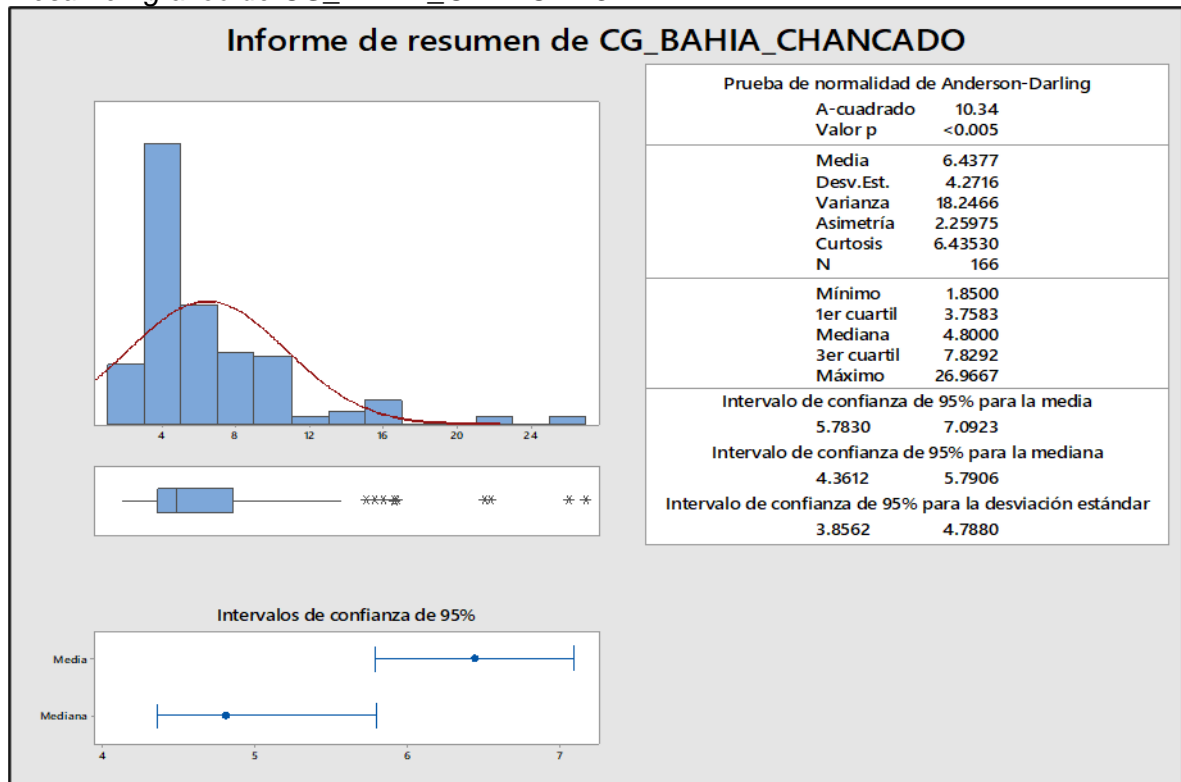 Informe de resumen de CG_BAHIA_CHANCADO
Prueba de normalidad de Anderson-Darling
A-cuadrado 10.34
Valor p <0.005
Media 6.4377
Desv.Est. 4.2716
Varianza 18.2466
Asimetría 2.25975
Curtosis 6.43530
N 166
Mínimo 1.8500
1er cuartil 3.7583
Mediana 4.8000
3er cuartil 7.8292
Máximo 26.9667
Intervalo de confianza de 95% para la media
5.7830 7.0923
Intervalo de confianza de 95% para la mediana
4.3612 5.7906
Intervalo de confianza de 95% para la desviación estándar
3.8562 4.7880
4 8 12 16 20 24
Intervalos de confianza de 95%
Media
Mediana
4 5 6 7